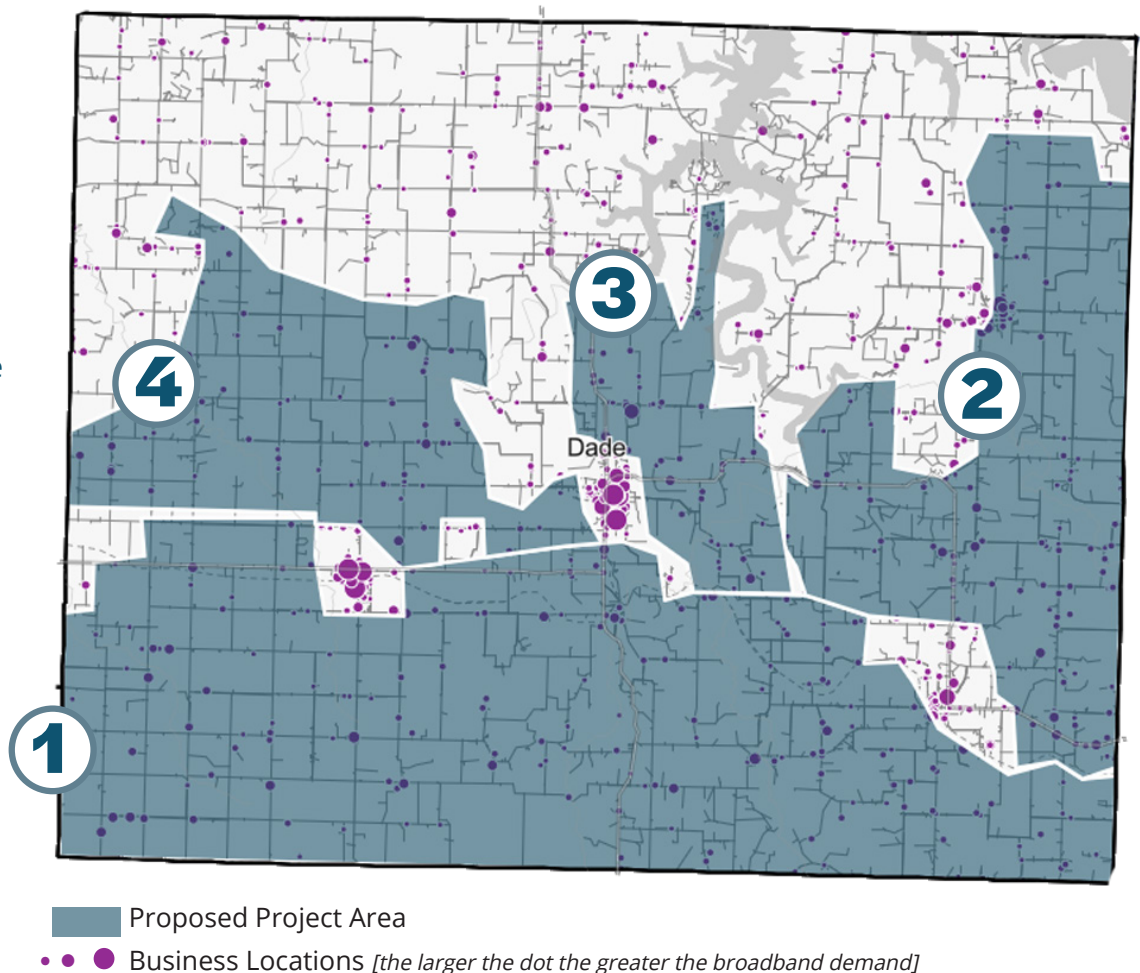 3
4
2
Dade
1
Proposed Project Area
Business Locations [the larger the dot the greater the broadband demand]